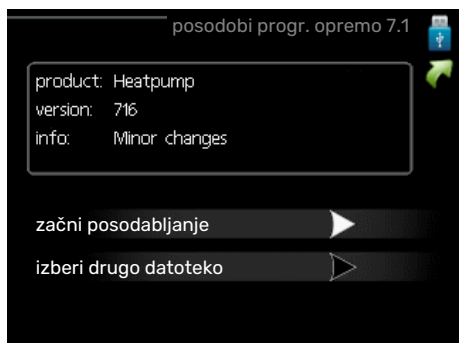 posodobi progr. opremo 7.1
product: Heatpump
version: 716
info: Minor changes
začni posodabljanje
izberi drugo datoteko